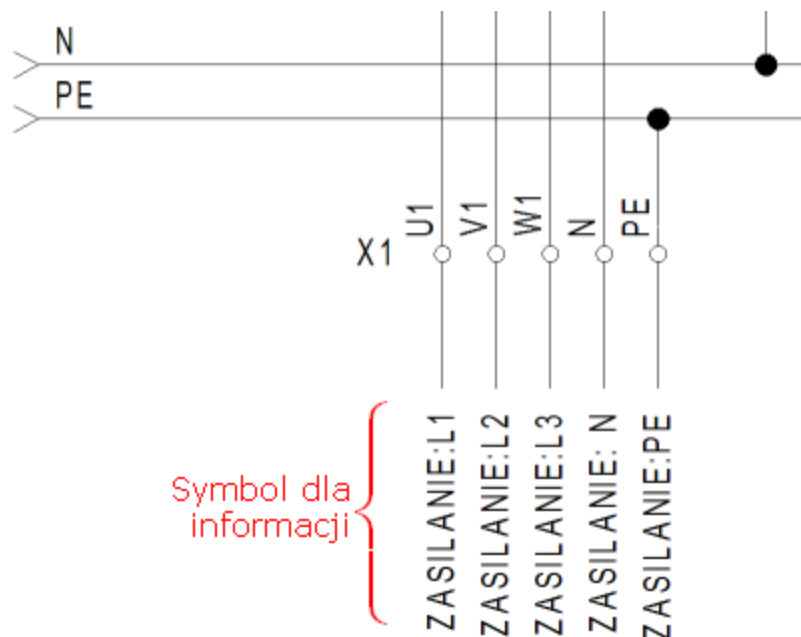 N
PE
U1
V1
W1
N
PE
X1
Symbol dla
informacji
ZASILANIE:L1
ZASILANIE:L2
ZASILANIE:L3
ZASILANIE: N
ZASILANIE:PE